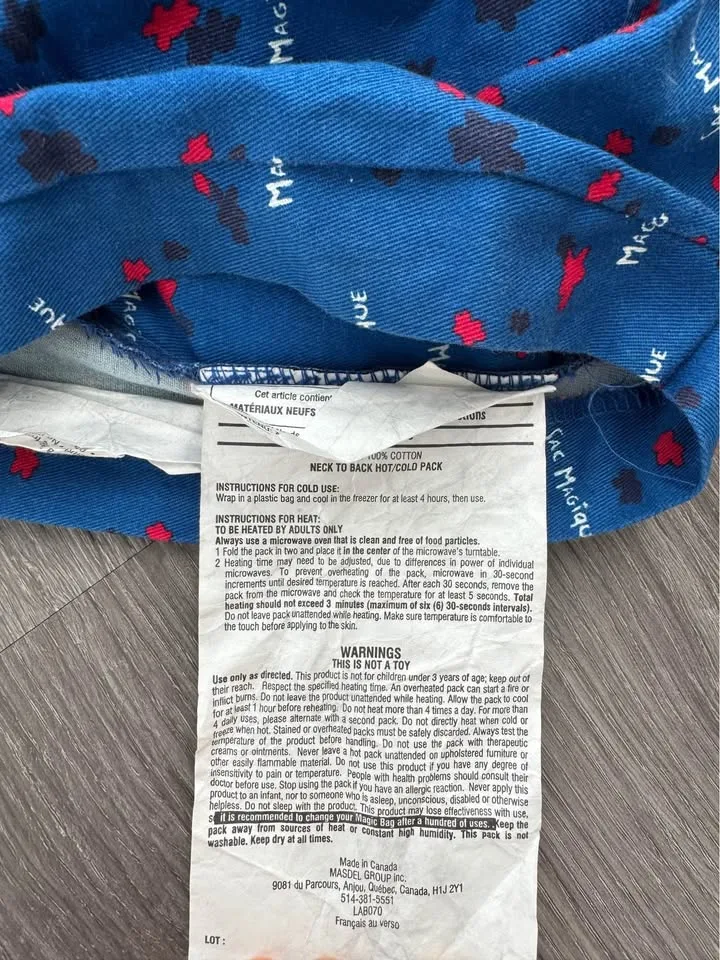 MAG
MA
MAGI
UE
MAGIQ
QUE
QUE
SAC MAGIQU
Cet article contien
MATÉRIAUX NEUFS
100% COTTON
NECK TO BACK HOT/COLD PACK
INSTRUCTIONS FOR COLD USE:
Wrap in a plastic bag and cool in the freezer for at least 4 hours, then use.
INSTRUCTIONS FOR HEAT:
TO BE HEATED BY ADULTS ONLY
Always use a microwave oven that is clean and free of food particles.
1 Fold the pack in two and place it in the center of the microwave's turntable.
2 Heating time may need to be adjusted, due to differences in power of individual
microwaves. To prevent overheating of the pack, microwave in 30-second
increments until desired temperature is reached. After each 30 seconds, remove the
pack from the microwave and check the temperature for at least 5 seconds. Total
heating should not exceed 3 minutes (maximum of six (6) 30-seconds intervals).
Do not leave pack unattended while heating. Make sure temperature is comfortable to
the touch before applying to the skin.
WARNINGS
THIS IS NOT A TOY
Use only as directed. This product is not for children under 3 years of age; keep out of
their reach. Respect the specified heating time. An overheated pack can start a fire or
inflict burns. Do not leave the product unattended while heating. Allow the pack to cool
for at least 1 hour before reheating. Do not heat more than 4 times a day. For more than
4 daily uses, please alternate with a second pack. Do not directly heat when cold or
freeze when hot. Stained or overheated packs must be safely discarded. Always test the
temperature of the product before handling. Do not use the pack with therapeutic
creams or ointments. Never leave a hot pack unattended on upholstered furniture or
other easily flammable material. Do not use this product if you have any degree of
insensitivity to pain or temperature. People with health problems should consult their
doctor before use. Stop using the pack if you have an allergic reaction. Never apply this
product to an infant, nor to someone who is asleep, unconscious, disabled or otherwise
helpless. Do not sleep with the product. This product may lose effectiveness with use,
so it is recommended to change your Magic Bag after a hundred of uses. Keep the
pack away from sources of heat or constant high humidity. This pack is not
washable. Keep dry at all times.
Made in Canada
MASDEL GROUP inc.
9081 du Parcours, Anjou, Québec, Canada, H1J 2Y1
514-381-5551
LAB070
Français au verso
LOT :